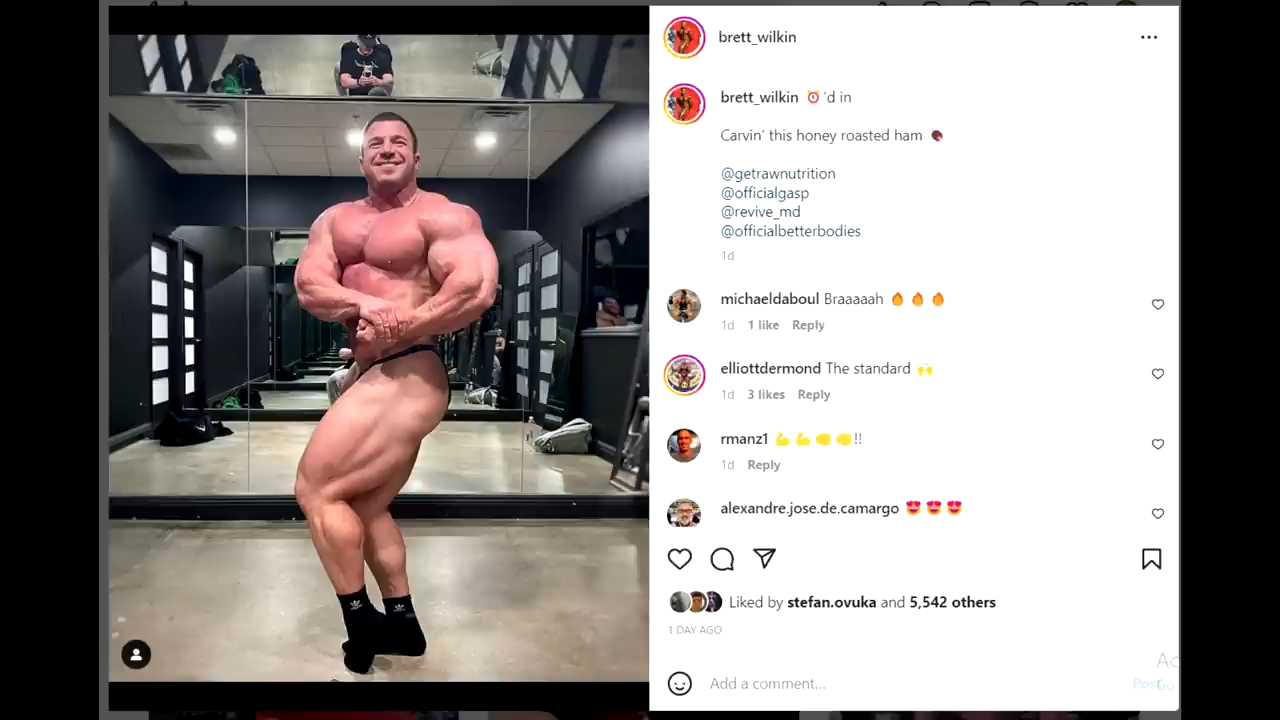 brett_wilkin
brett_wilkin ⏰ 'd in
Carvin' this honey roasted ham 🍖
@getrawnutrition
@officialgasp
@revive_md
@officialbetterbodies
1d
michaeldaboul Braaaaah 🔥 🔥 🔥
1d 1 like Reply
elliottdermond The standard 🙌
1d 3 likes Reply
rmanz1 💪💪👊👊!!
1d Reply
alexandre.jose.de.camargo 😍😍😍
Liked by stefan.ovuka and 5,542 others
1 DAY AGO
Add a comment...
Post